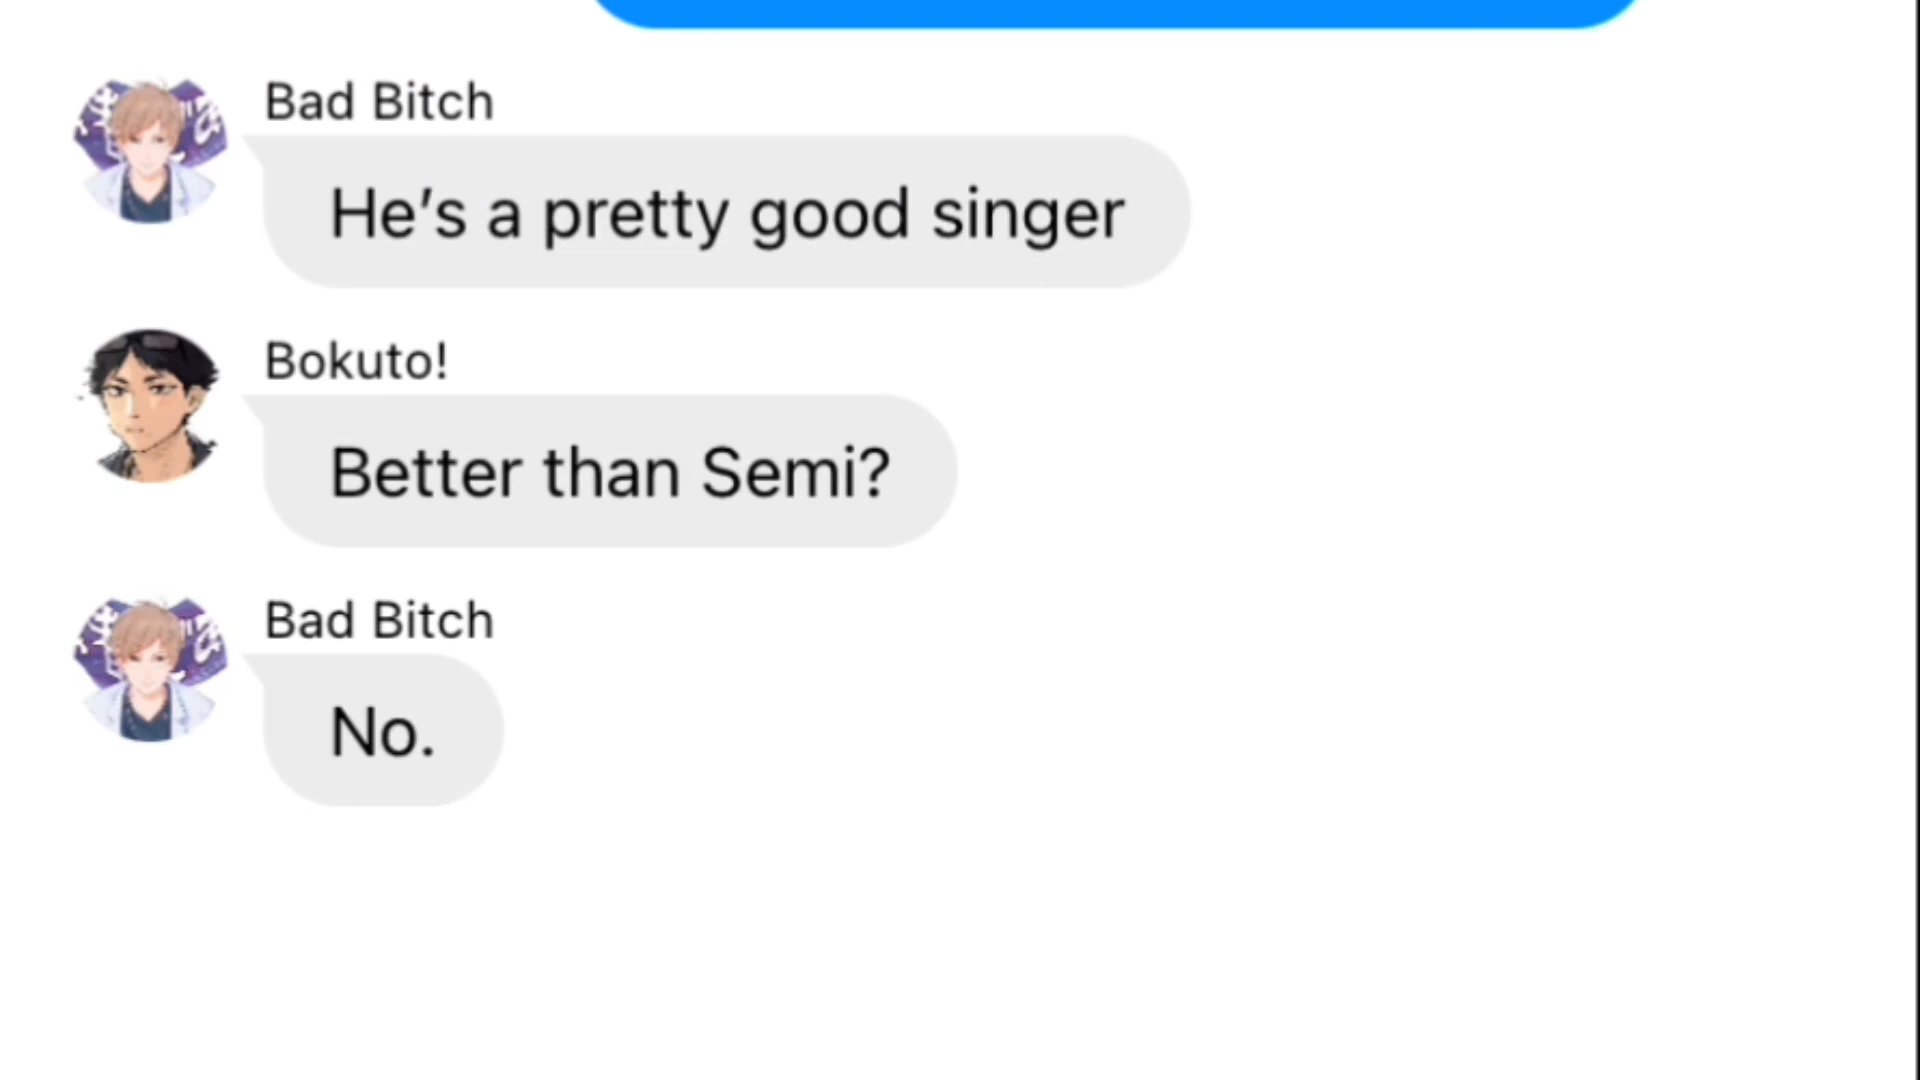 Bad Bitch
He’s a pretty good singer
Bokuto!
Better than Semi?
Bad Bitch
No.